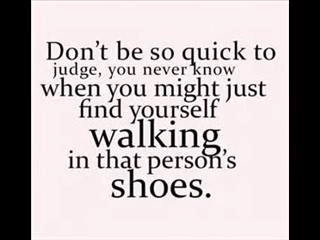 Don't be so quick to
judge, you never know
when you might just
find yourself
walking
in that person's
shoes.